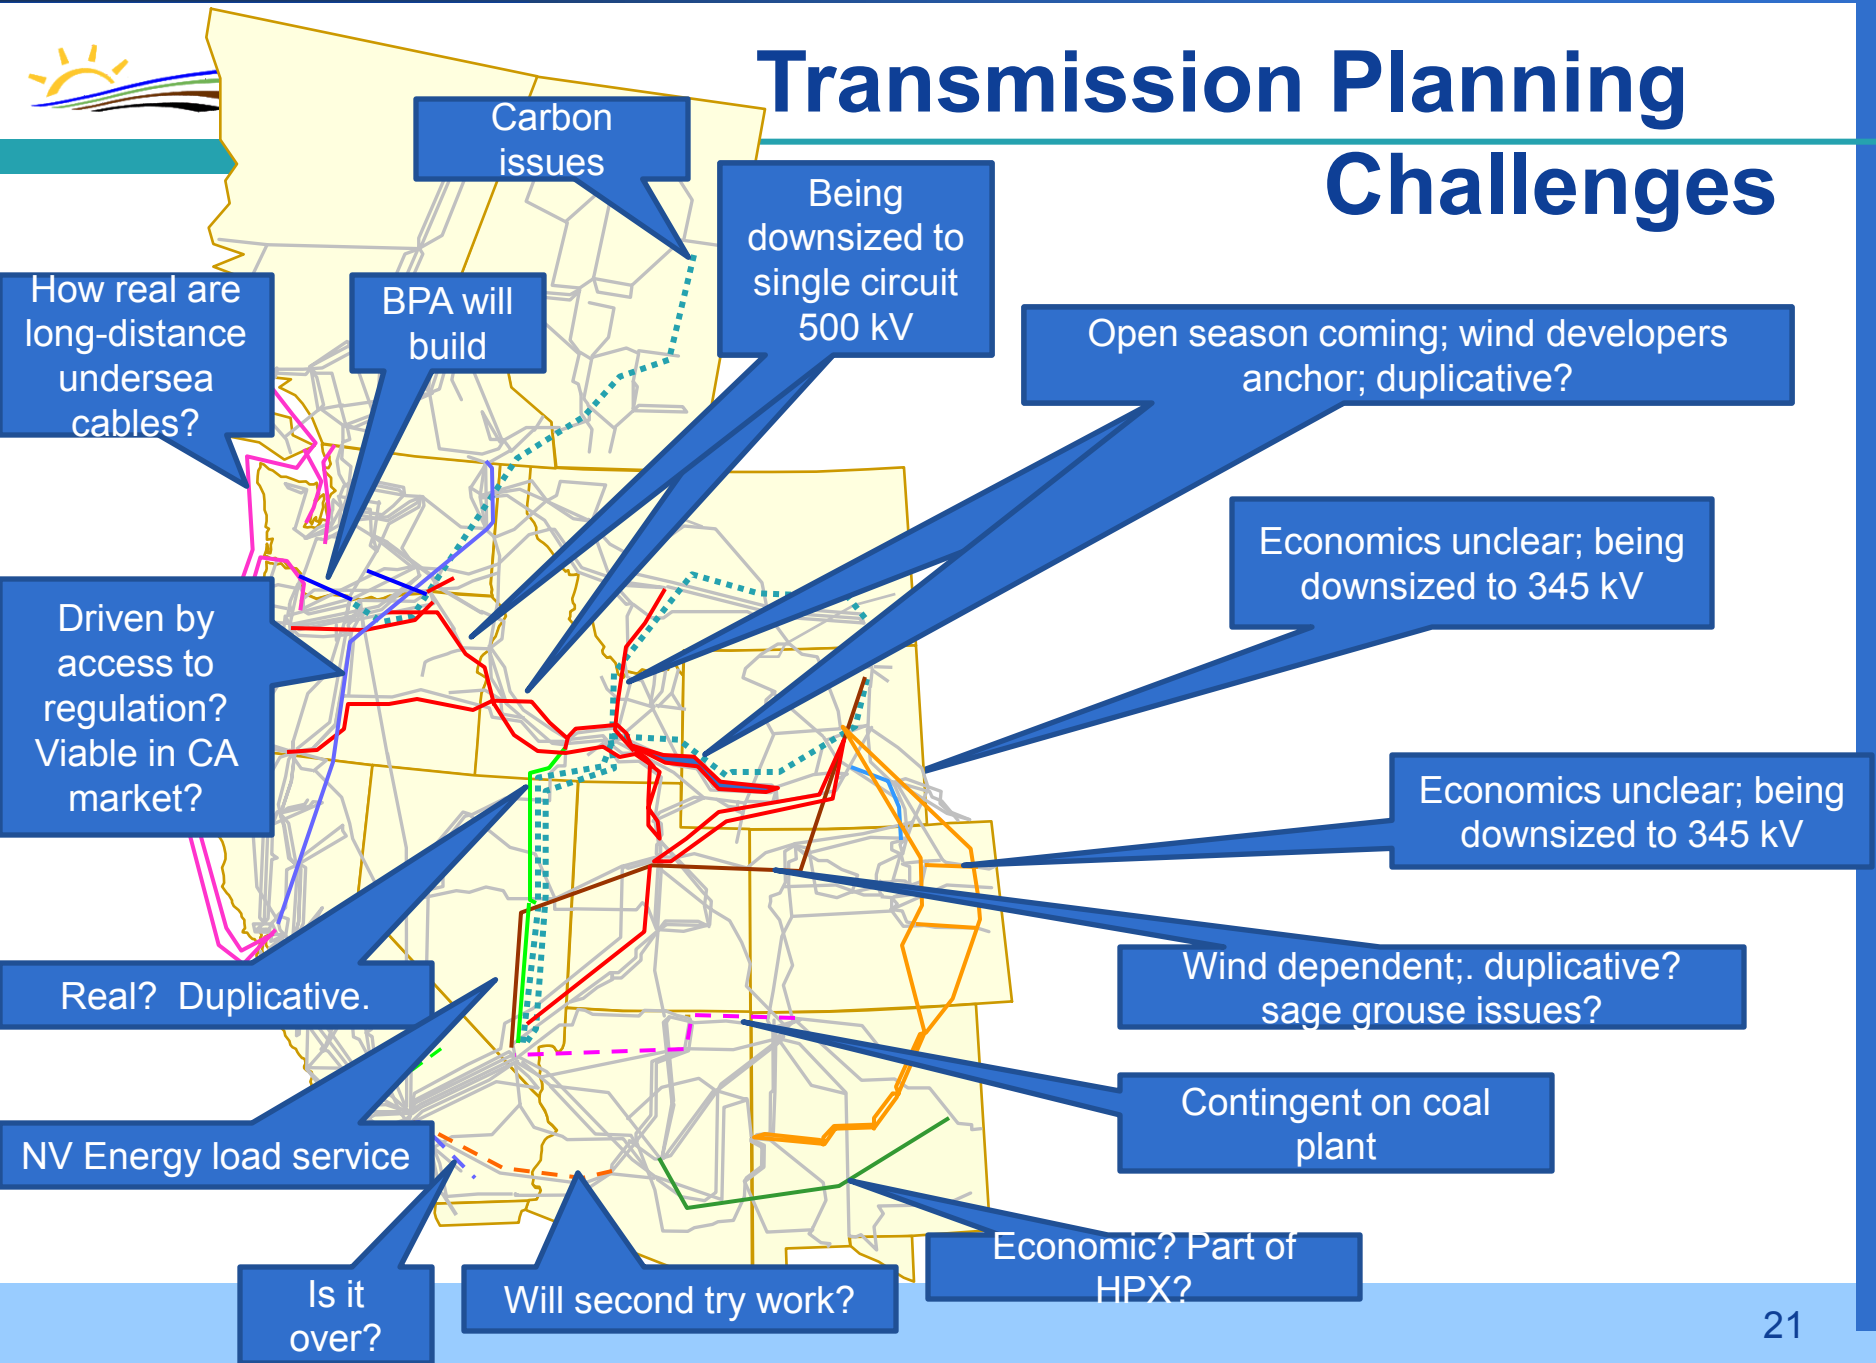 Transmission Planning
Challenges
Carbon
issues
Being
downsized to
single circuit
500 kV
How real are
long-distance
undersea
cables?
BPA will
build
Open season coming; wind developers
anchor; duplicative?
Economics unclear; being
downsized to 345 kV
Driven by
access to
regulation?
Viable in CA
market?
Economics unclear; being
downsized to 345 kV
Real?  Duplicative.
Wind dependent;. duplicative?
sage grouse issues?
Contingent on coal
plant
NV Energy load service
Economic? Part of
HPX?
Is it
over?
Will second try work?
21